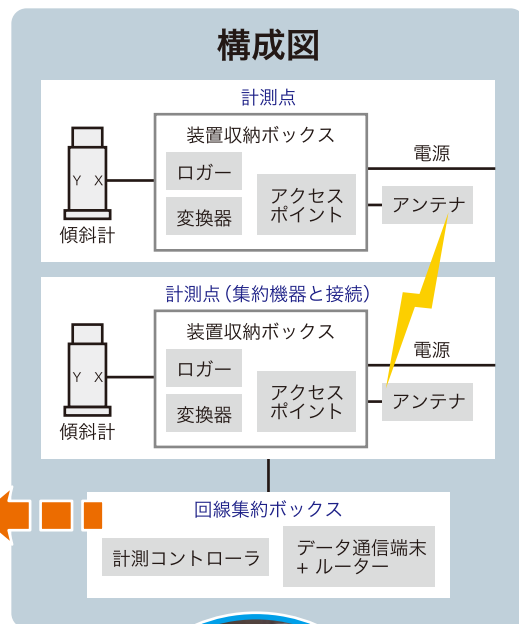 構成図
計測点
装置収納ボックス
ロガー
変換器
アクセス
ポイント
電源
アンテナ
Y X
傾斜計
計測点(集約機器と接続)
装置収納ボックス
ロガー
変換器
アクセス
ポイント
電源
アンテナ
Y X
傾斜計
回線集約ボックス
計測コントローラ
データ通信端末
+ ルーター